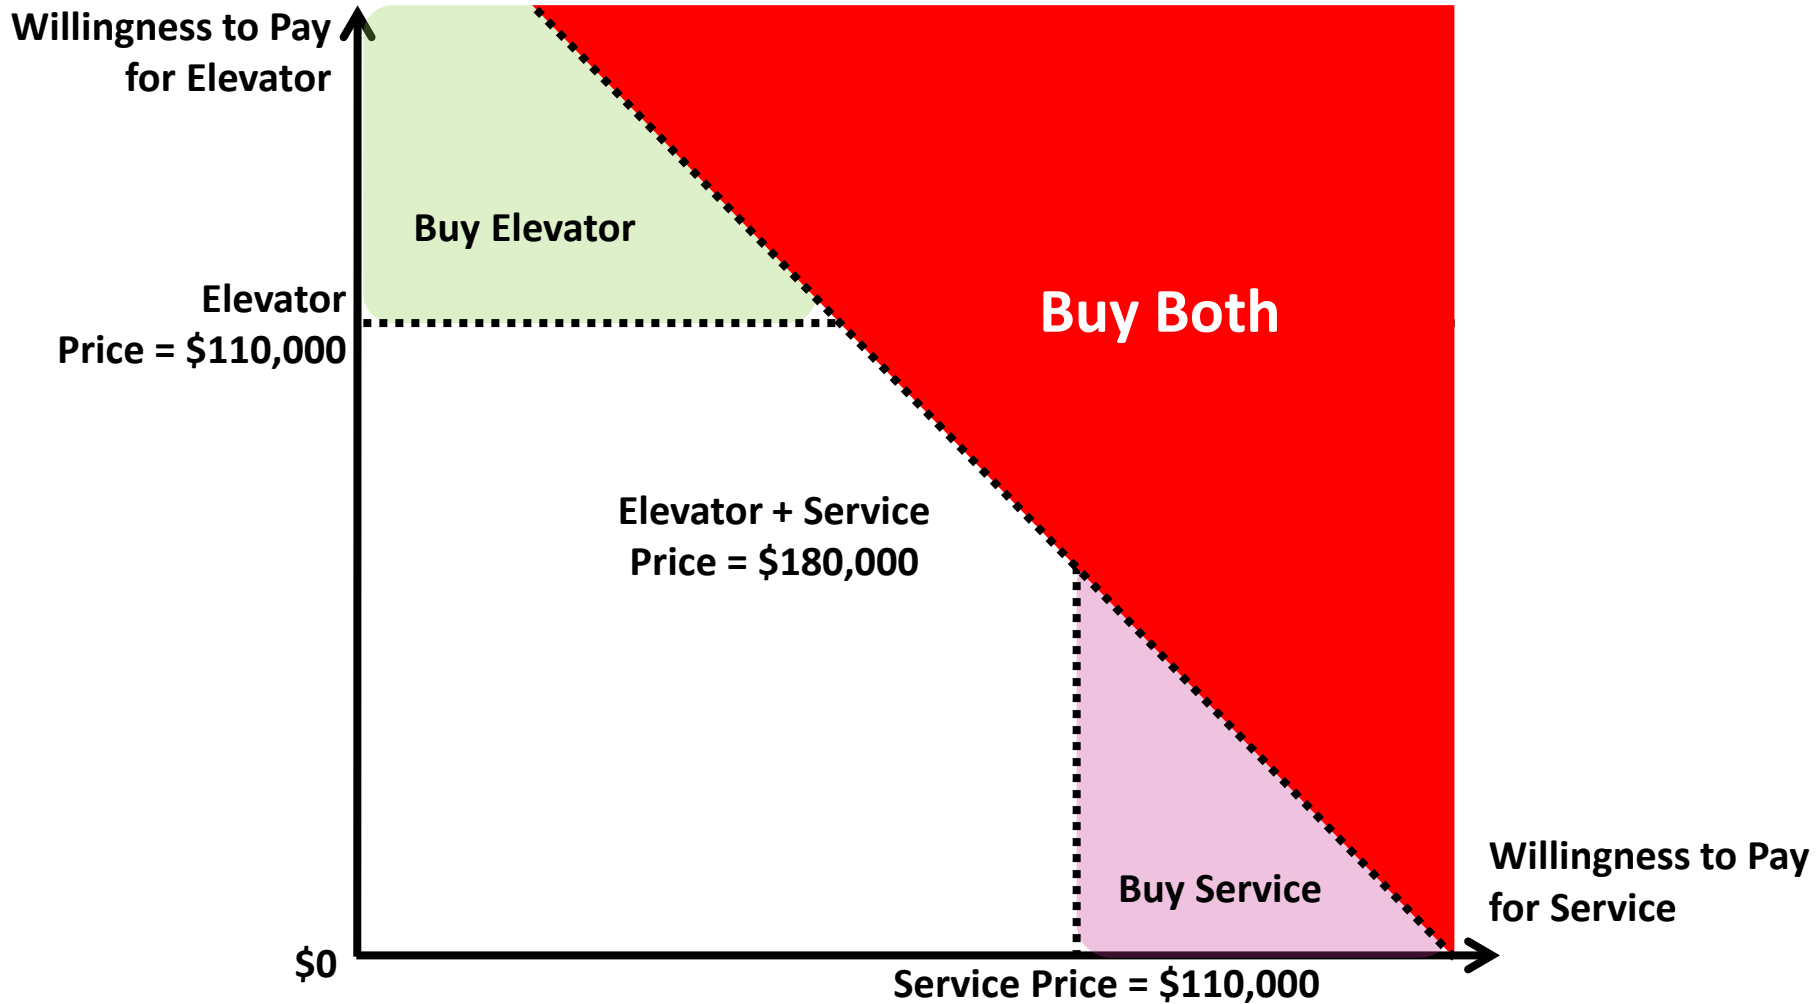 Willingness to Pay
for Elevator
Buy Elevator
Elevator
Price = $110,000
Buy Both
Elevator + Service
Price = $180,000
Buy Service
Willingness to Pay
for Service
$0
Service Price = $110,000